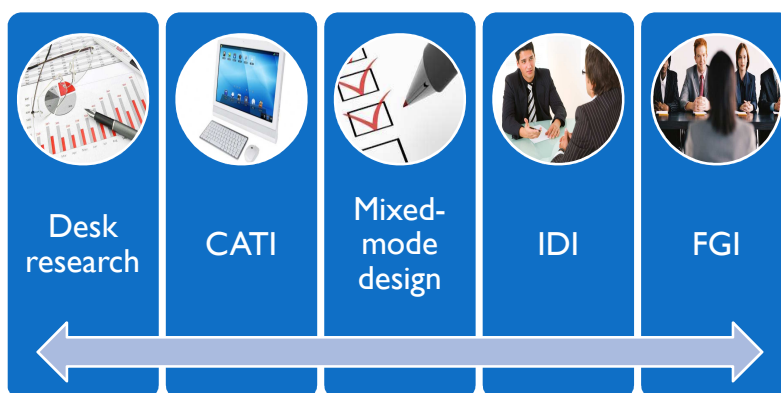 Desk
research
CATI
Mixed-
mode
design
IDI
FGI